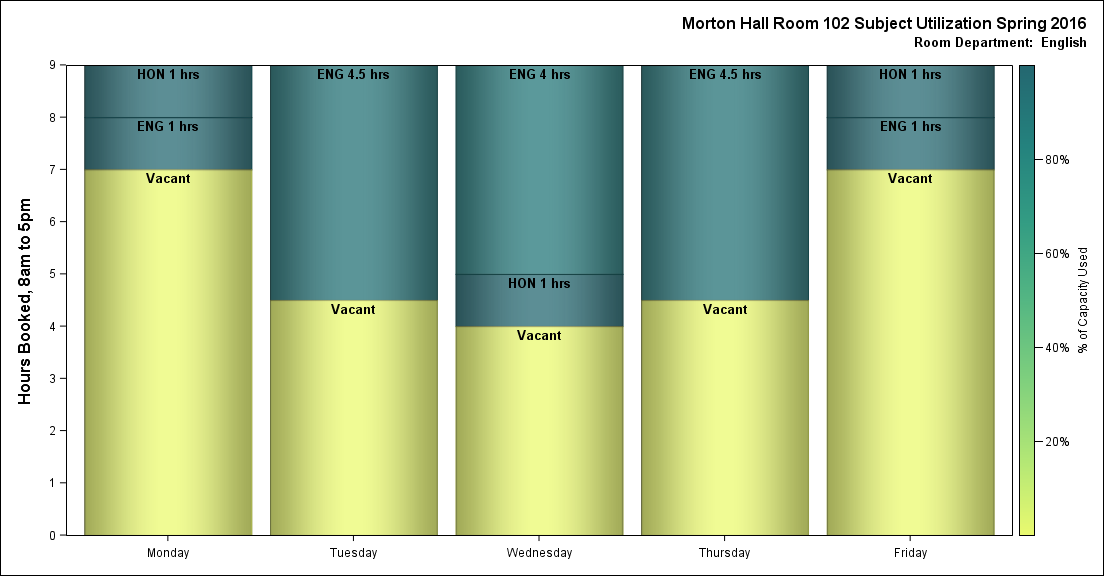 Morton Hall Room 102 Subject Utilization Spring 2016
Room Department: English
Hours Booked, 8am to 5pm
9
8
7
6
5
4
3
2
1
0
HON 1 hrs
ENG 1 hrs
Vacant
ENG 4.5 hrs
Vacant
ENG 4 hrs
HON 1 hrs
Vacant
ENG 4.5 hrs
Vacant
HON 1 hrs
ENG 1 hrs
Vacant
Monday
Tuesday
Wednesday
Thursday
Friday
80%
60%
40%
20%
% of Capacity Used